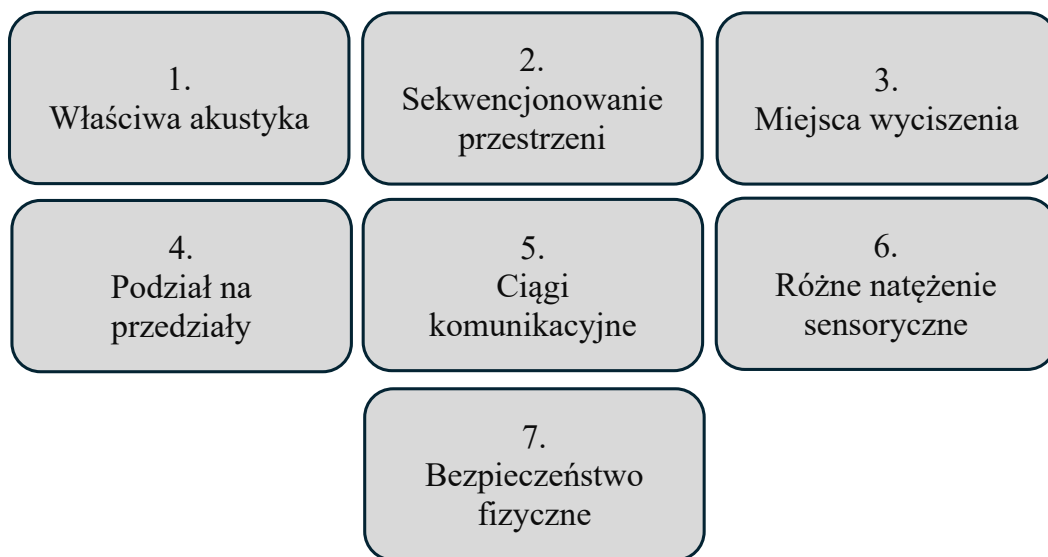 1.
Właściwa akustyka
2.
Sekwencjonowanie
przestrzeni
3.
Miejsca wyciszenia
4.
Podział na
przedziały
5.
Ciągi
komunikacyjne
6.
Różne natężenie
sensoryczne
7.
Bezpieczeństwo
fizyczne